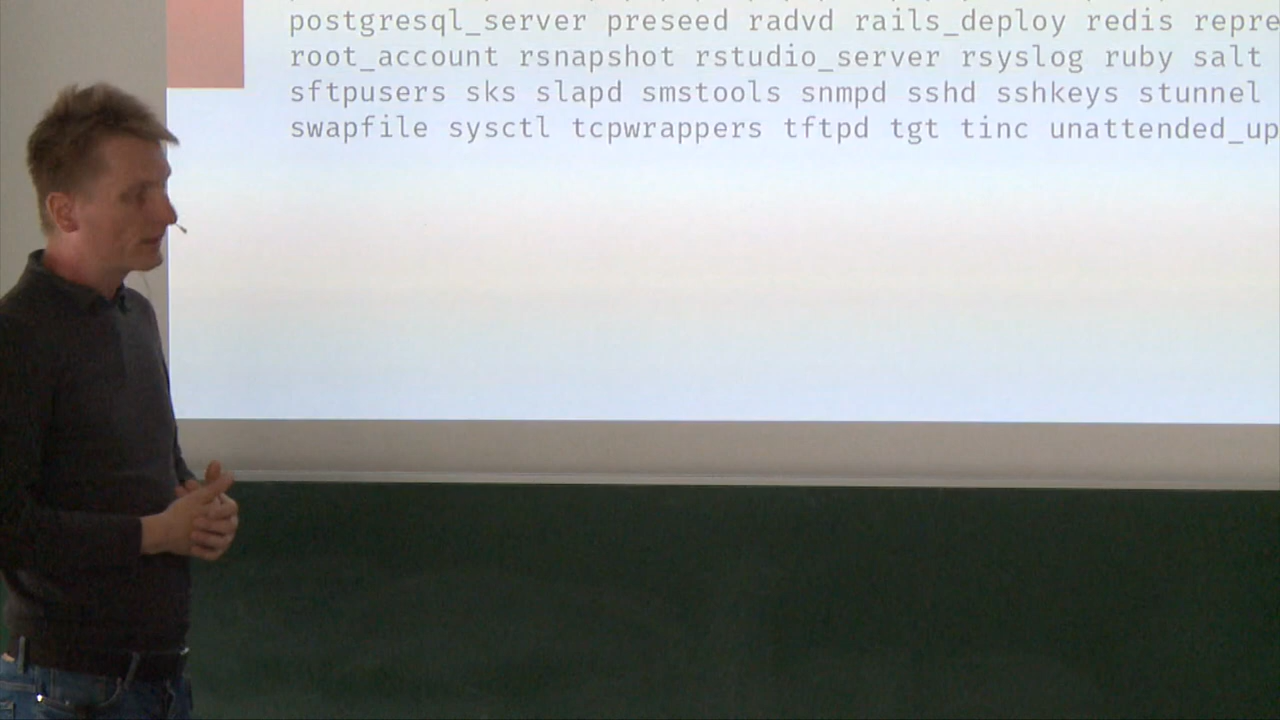 postgresql_server preseed radvd rails_deploy redis repre
root_account rsnapshot rstudio_server rsyslog ruby salt
sftpusers sks slapd smstools snmpd sshd sshkeys stunnel
swapfile sysctl tcpwrappers tftpd tgt tinc unattended_up